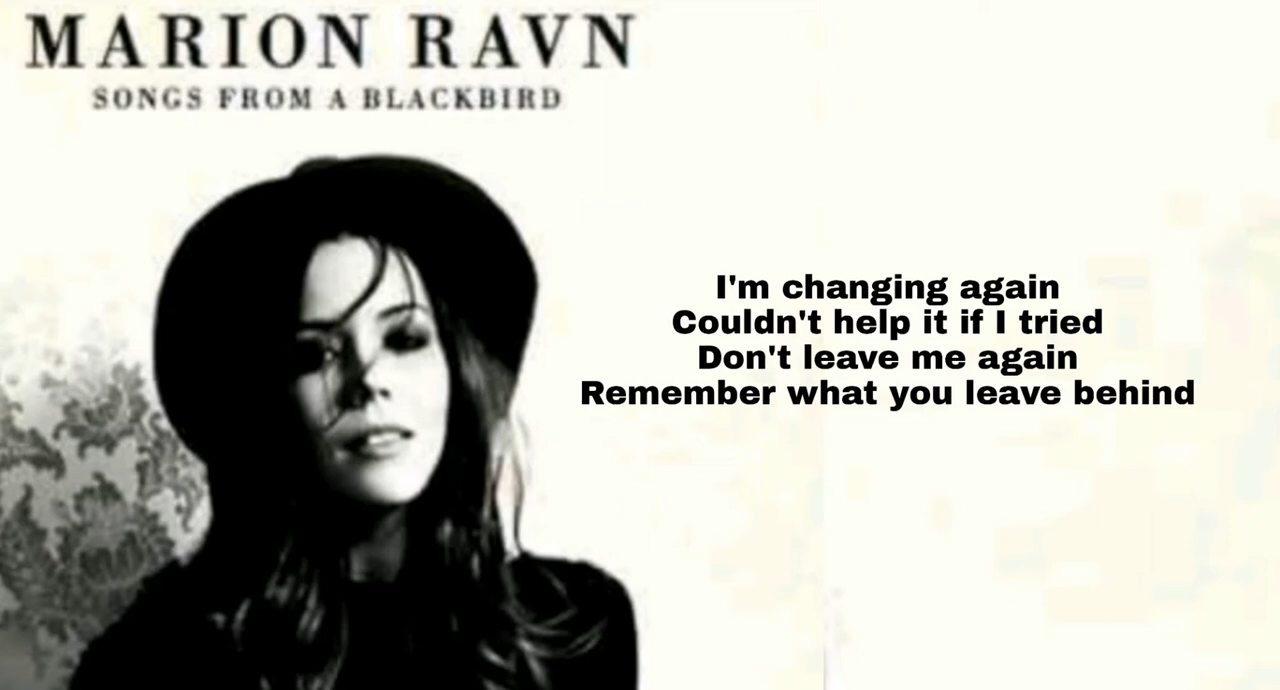 MARION RAVN
SONGS FROM A BLACKBIRD
I'm changing again
Couldn't help it if I tried
Don't leave me again
Remember what you leave behind